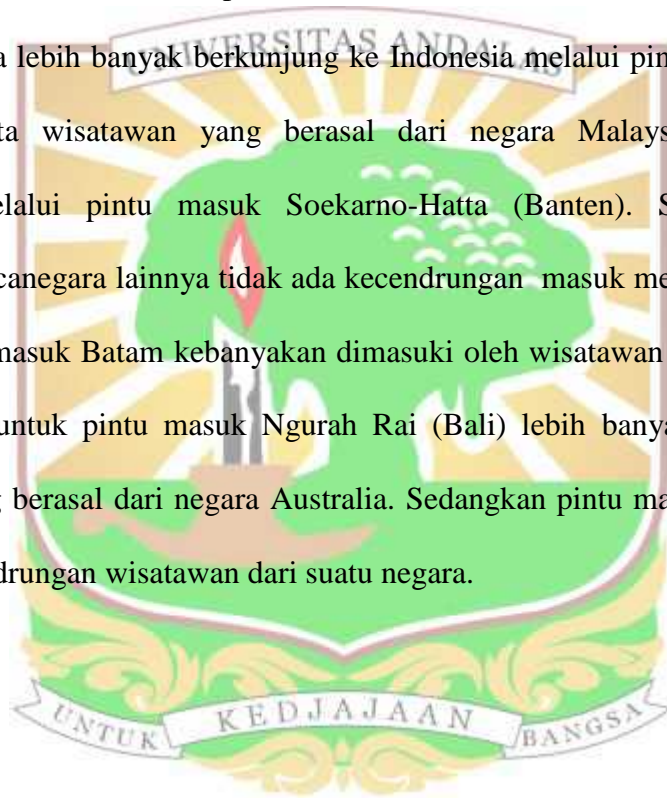 UNIVERSITAS ANDALAS
a lebih banyak berkunjung ke Indonesia melalui pin
ta wisatawan yang berasal dari negara Malays
elalui pintu masuk Soekarno-Hatta (Banten). S
canegara lainnya tidak ada kecendrungan masuk me
masuk Batam kebanyakan dimasuki oleh wisatawan
untuk pintu masuk Ngurah Rai (Bali) lebih banya
g berasal dari negara Australia. Sedangkan pintu ma
drungan wisatawan dari suatu negara.
UNTUK KEDJAJAAN BANGSA